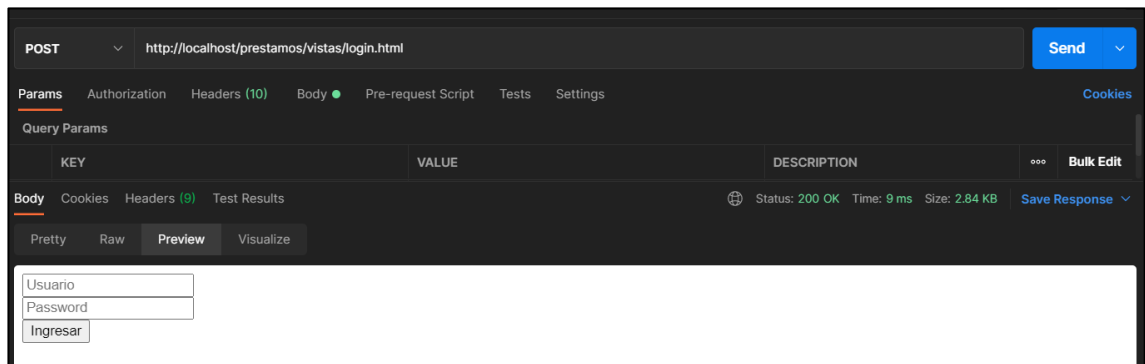 POST http://localhost/prestamos/vistas/login.html Send
Params Authorization Headers (10) Body Pre-request Script Tests Settings Cookies
Query Params
KEY VALUE DESCRIPTION Bulk Edit
Body Cookies Headers (9) Test Results Status: 200 OK Time: 9 ms Size: 2.84 KB Save Response
Pretty Raw Preview Visualize
Usuario
Password
Ingresar